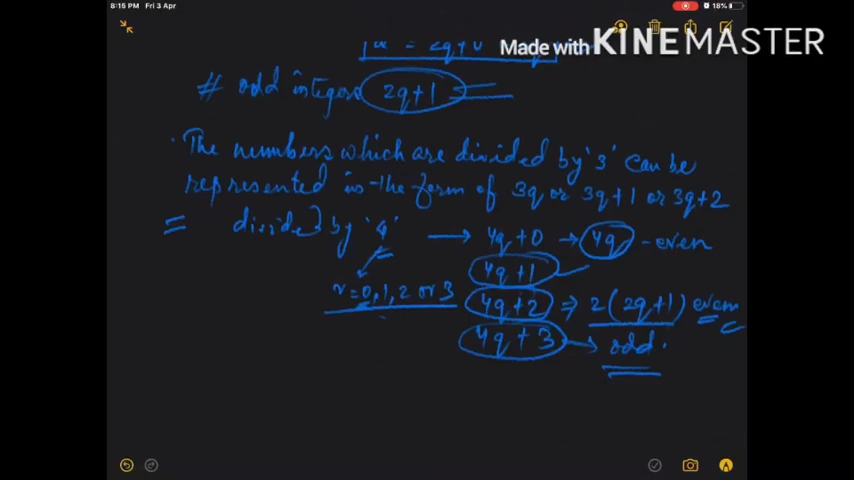 8:15 PM Fri 3 Apr
18%
= 2q+0
Made with KINEMASTER
# odd integers 2q+1
· The numbers which are divided by '3' can be
represented in the form of 3q or 3q+1 or 3q+2
= divided by '4' → 4q+0 → 4q - even
4q+1
r=0,1,2 or 3 4q+2 ⇒ 2(2q+1) even
4q+3 → odd.